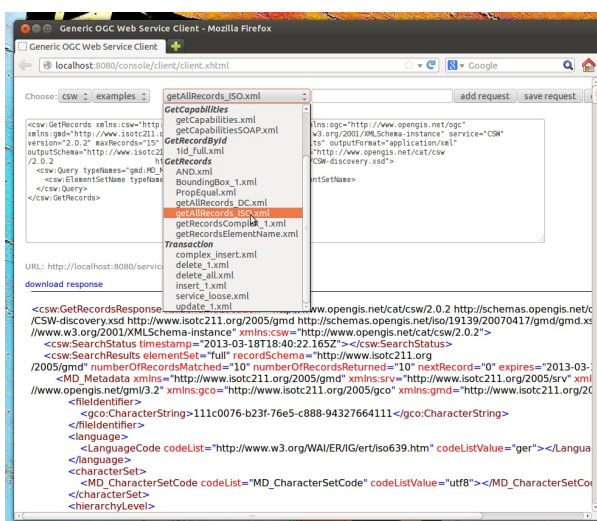 Generic OGC Web Service Client - Mozilla Firefox
Generic OGC Web Service Client
localhost:8080/console/client/client.xhtml
Google
Choose: csw examples getAllRecords_ISO.xml add request save request
<csw:GetRecords xmlns:csw="http://www.opengis.net/ogc"
xmlns:gmd="http://www.isotc211.o w3.org/2001/XMLSchema-instance" service="CSW"
version="2.0.2" maxRecords="15" ts" outputFormat="application/xml"
outputSchema="http://www.isotc21 "http://www.opengis.net/cat/csw
/2.0.2 ht CSW-discovery.xsd">
<csw:Query typeNames="gmd:MD_M
<csw:ElementSetName typeName entSetName>
</csw:Query>
</csw:GetRecords>
GetCapabilities
getCapabilities.xml
getCapabilitiesSOAP.xml
GetRecordById
1id_full.xml
GetRecords
AND.xml
BoundingBox_1.xml
PropEqual.xml
getAllRecords_DC.xml
getAllRecords_ISO.xml
getRecordsComplex_1.xml
getRecordsElementName.xml
Transaction
complex_insert.xml
delete_1.xml
delete_all.xml
insert_1.xml
service_loose.xml
update_1.xml
URL: http://localhost:8080/service
download response
<csw:GetRecordsResponse www.opengis.net/cat/csw/2.0.2 http://schemas.opengis.net/c
/CSW-discovery.xsd http://www.isotc211.org/2005/gmd http://schemas.opengis.net/iso/19139/20070417/gmd/gmd.xs
//www.w3.org/2001/XMLSchema-instance" xmlns:csw="http://www.opengis.net/cat/csw/2.0.2">
<csw:SearchStatus timestamp="2013-03-18T18:40:22.165Z"></csw:SearchStatus>
<csw:SearchResults elementSet="full" recordSchema="http://www.isotc211.org
/2005/gmd" numberOfRecordsMatched="10" numberOfRecordsReturned="10" nextRecord="0" expires="2013-03-
<MD_Metadata xmlns="http://www.isotc211.org/2005/gmd" xmlns:srv="http://www.isotc211.org/2005/srv" xml
//www.opengis.net/gml/3.2" xmlns:gco="http://www.isotc211.org/2005/gco" xmlns:gmd="http://www.isotc211.org/20
<fileIdentifier>
<gco:CharacterString>111c0076-b23f-76e5-c888-94327664111</gco:CharacterString>
</fileIdentifier>
<language>
<LanguageCode codeList="http://www.w3.org/WAI/ER/IG/ert/iso639.htm" codeListValue="ger"></Langua
</language>
<characterSet>
<MD_CharacterSetCode codeList="MD_CharacterSetCode" codeListValue="utf8"></MD_CharacterSetCo
</characterSet>
<hierarchyLevel>